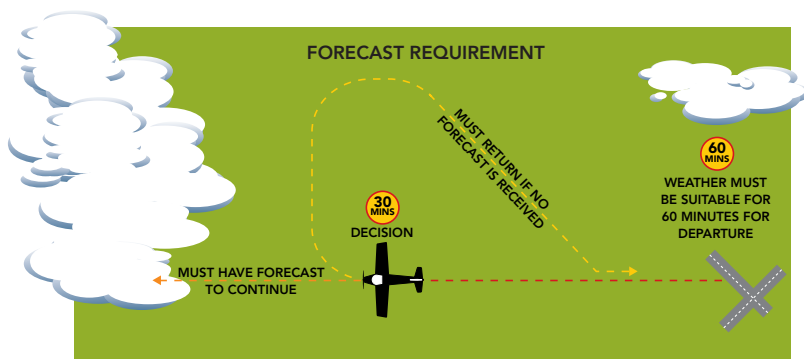 FORECAST REQUIREMENT
MUST RETURN IF NO
FORECAST IS RECEIVED
60
MINS
WEATHER MUST
BE SUITABLE FOR
60 MINUTES FOR
DEPARTURE
30
MINS
DECISION
MUST HAVE FORECAST
TO CONTINUE